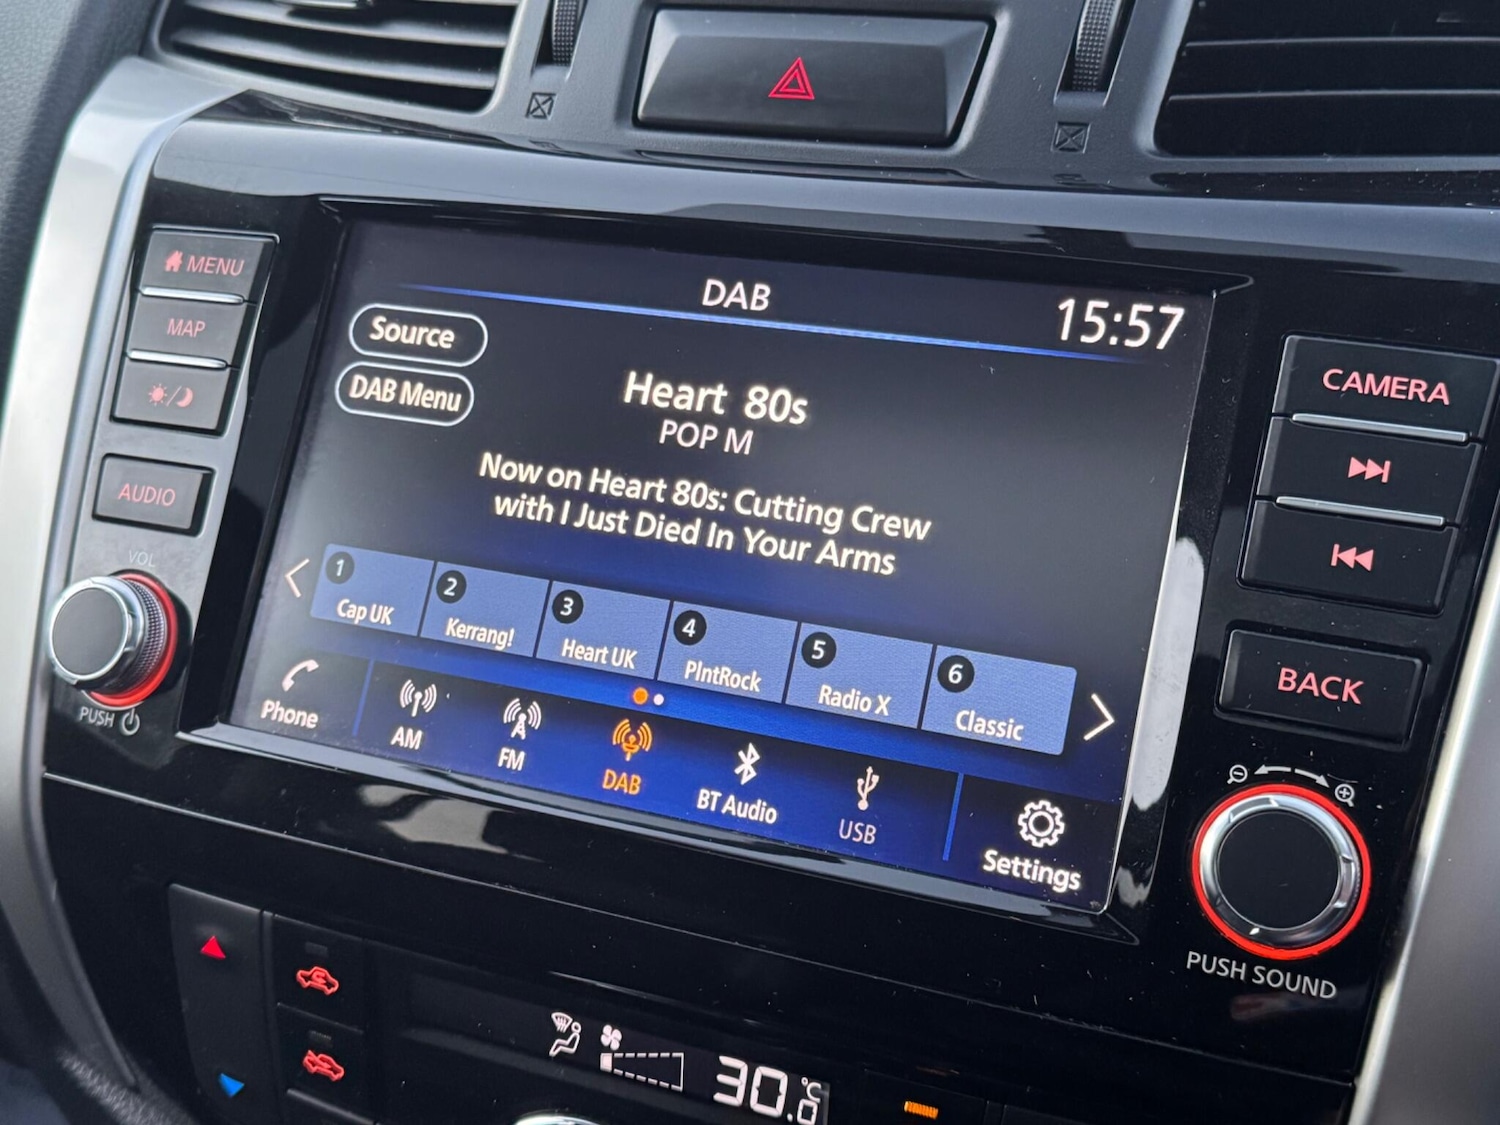 MENU
MAP
AUDIO
VOL
PUSH
DAB
15:57
Source
DAB Menu
Heart 80s
POP M
Now on Heart 80s: Cutting Crew
with I Just Died In Your Arms
1
Cap UK
2
Kerrang!
3
Heart UK
4
PlntRock
5
Radio X
6
Classic
Phone
AM
FM
DAB
BT Audio
USB
Settings
CAMERA
BACK
PUSH SOUND
30.0°C